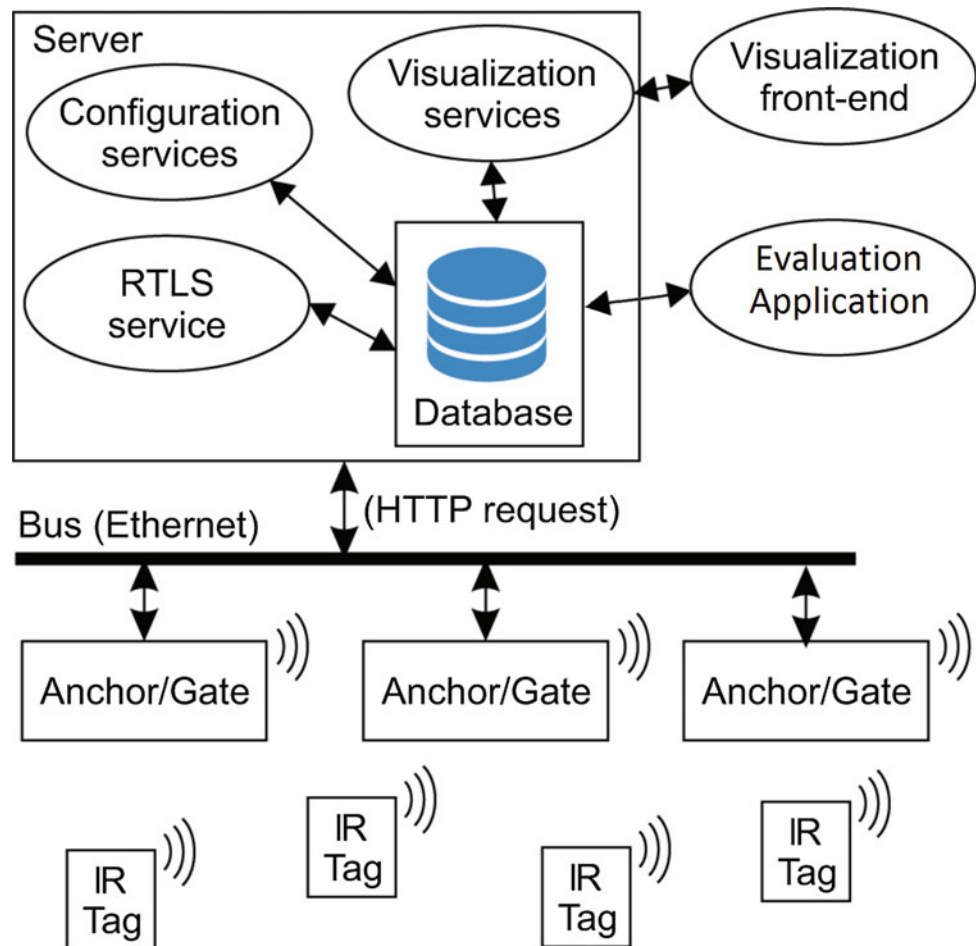 Server
Configuration
services
Visualization
services
Visualization
front-end
RTLS
service
Database
Evaluation
Application
(HTTP request)
Bus (Ethernet)
Anchor/Gate
Anchor/Gate
Anchor/Gate
IR
Tag
IR
Tag
IR
Tag
IR
Tag